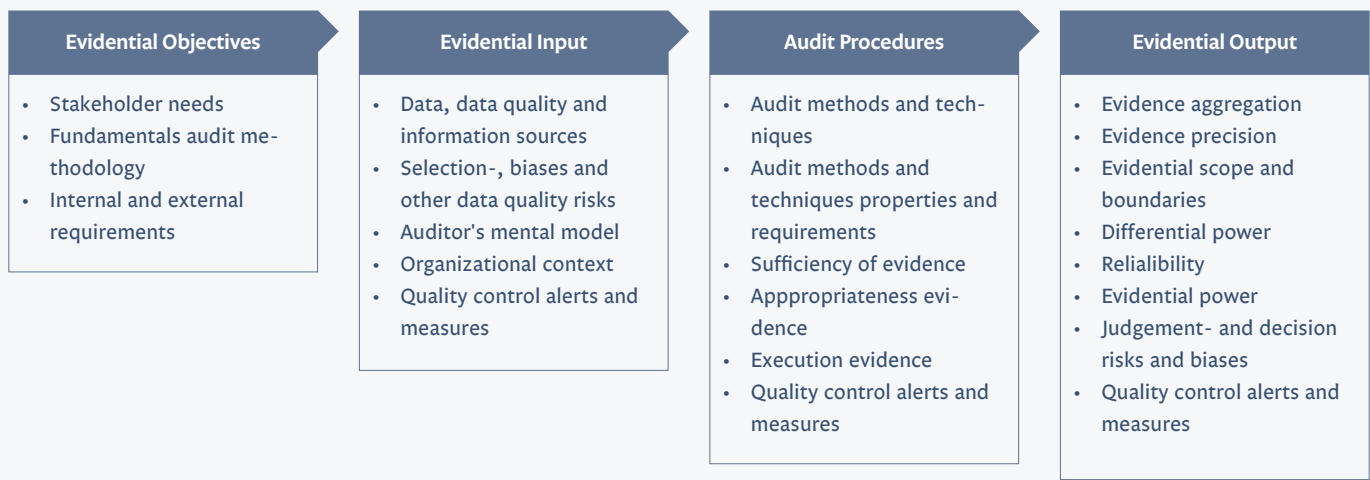 Evidential Objectives
• Stakeholder needs
• Fundamentals audit me-
thodology
• Internal and external
requirements
Evidential Input
• Data, data quality and
information sources
• Selection-, biases and
other data quality risks
• Auditor's mental model
• Organizational context
• Quality control alerts and
measures
Audit Procedures
• Audit methods and tech-
niques
• Audit methods and
techniques properties and
requirements
• Sufficiency of evidence
• Apppropriateness evi-
dence
• Execution evidence
• Quality control alerts and
measures
Evidential Output
• Evidence aggregation
• Evidence precision
• Evidential scope and
boundaries
• Differential power
• Relialibility
• Evidential power
• Judgement- and decision
risks and biases
• Quality control alerts and
measures